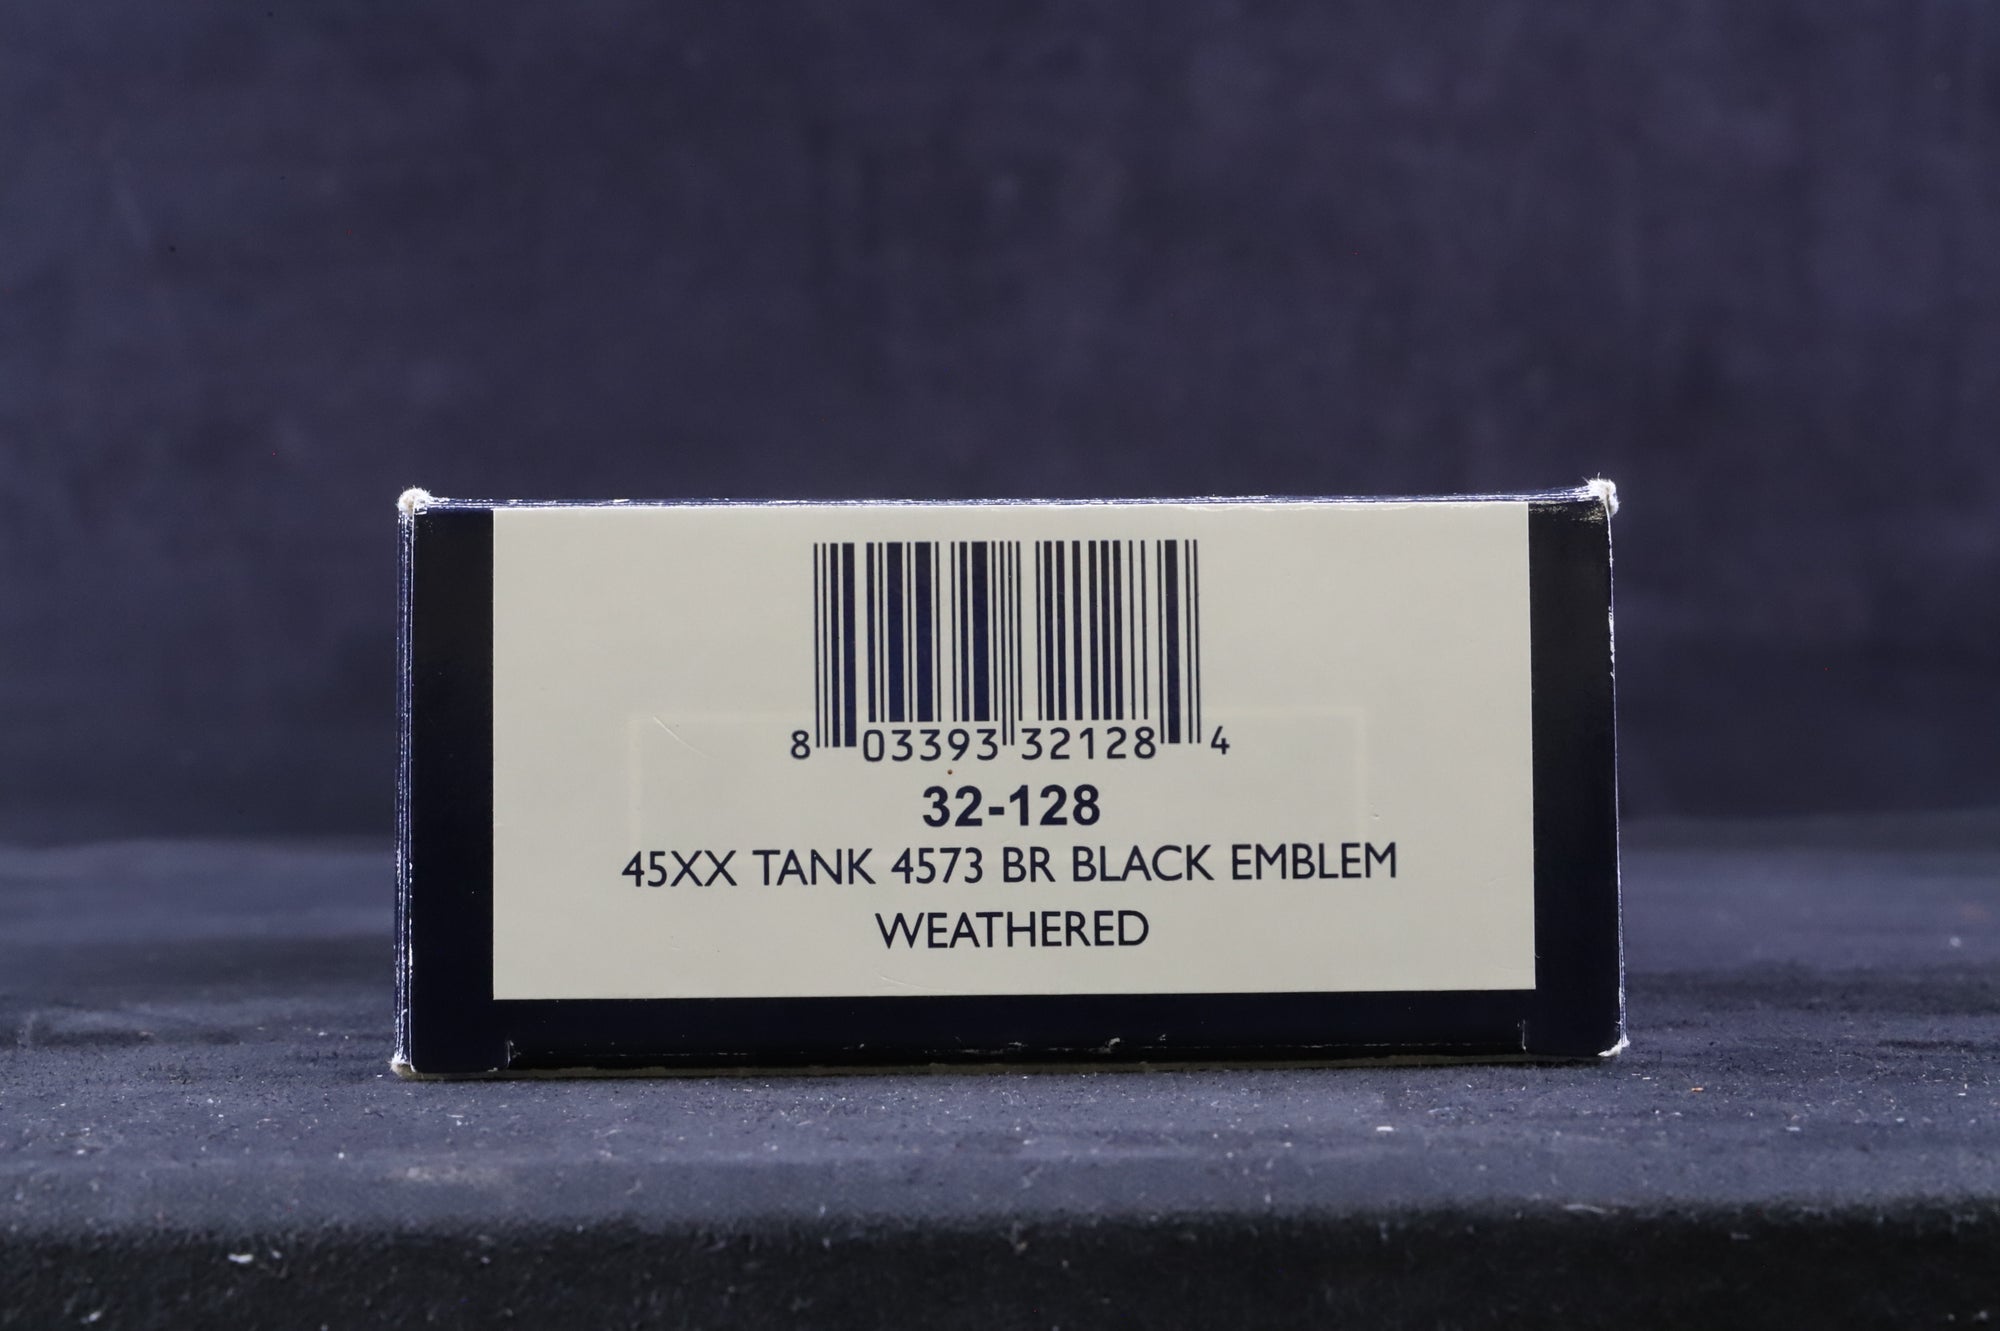 8 03393 32128 4
32-128
45XX TANK 4573 BR BLACK EMBLEM
WEATHERED